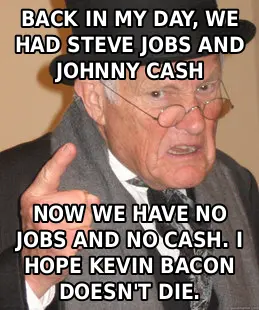 BACK IN MY DAY, WE
HAD STEVE JOBS AND
JOHNNY CASH
NOW WE HAVE NO
JOBS AND NO CASH. I
HOPE KEVIN BACON
DOESN'T DIE.